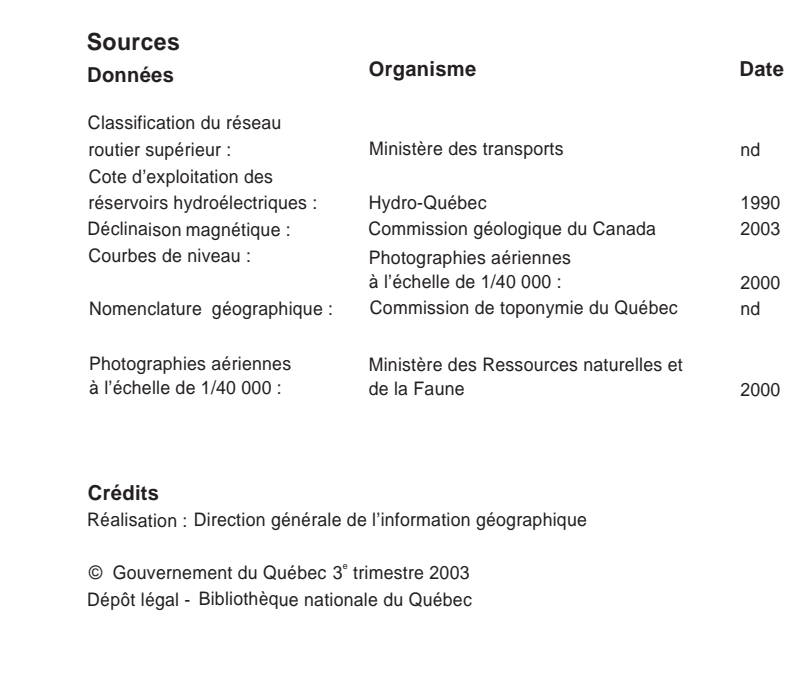 Sources
Données Organisme Date
Classification du réseau
routier supérieur : Ministère des transports nd
Cote d'exploitation des
réservoirs hydroélectriques : Hydro-Québec 1990
Déclinaison magnétique : Commission géologique du Canada 2003
Courbes de niveau : Photographies aériennes
à l'échelle de 1/40 000 : 2000
Nomenclature géographique : Commission de toponymie du Québec nd
Photographies aériennes Ministère des Ressources naturelles et
à l'échelle de 1/40 000 : de la Faune 2000
Crédits
Réalisation : Direction générale de l'information géographique
© Gouvernement du Québec 3e trimestre 2003
Dépôt légal - Bibliothèque nationale du Québec